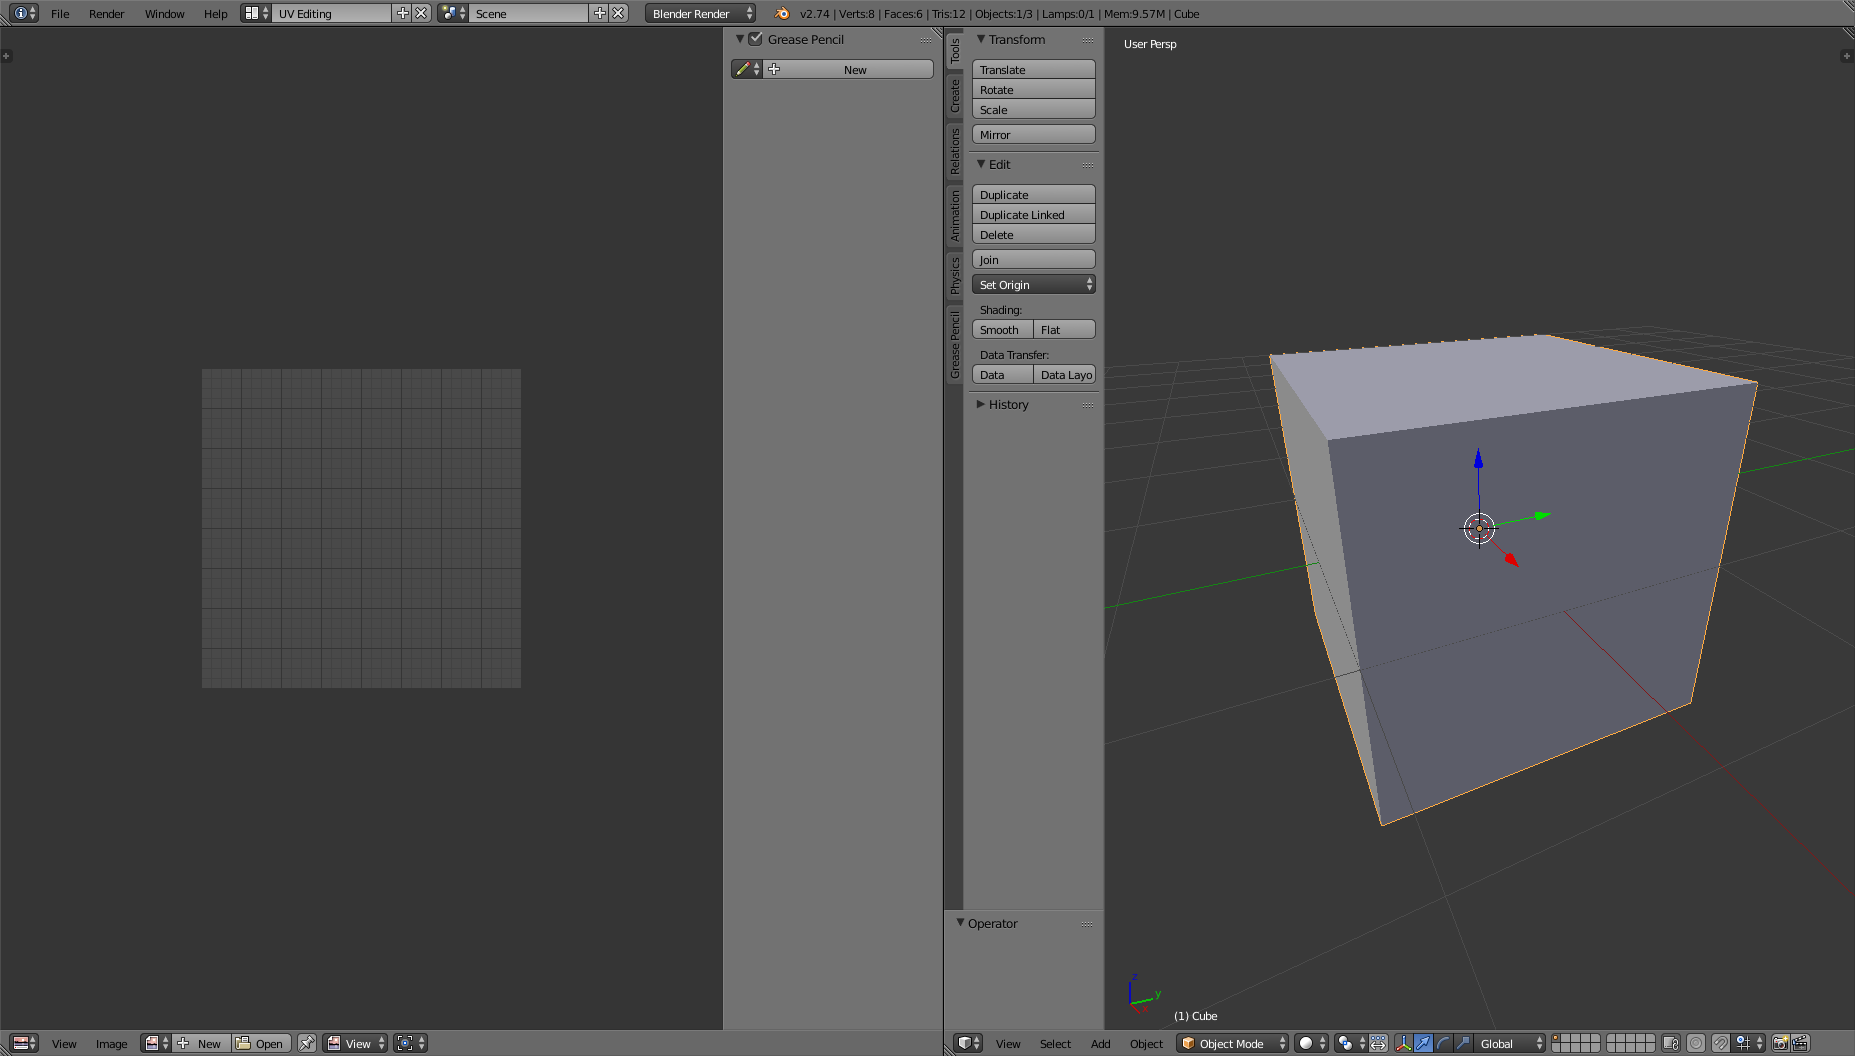 File Render Window Help UV Editing Scene Blender Render v2.74 | Verts:8 | Faces:6 | Tris:12 | Objects:1/3 | Lamps:0/1 | Mem:9.57M | Cube
Grease Pencil
New
Tools
Create
Relations
Animation
Physics
Grease Pencil
Transform
Translate
Rotate
Scale
Mirror
Edit
Duplicate
Duplicate Linked
Delete
Join
Set Origin
Shading:
Smooth Flat
Data Transfer:
Data Data Layo
History
Operator
User Persp
z
y
x
(1) Cube
View Image New Open View
View Select Add Object Object Mode Global